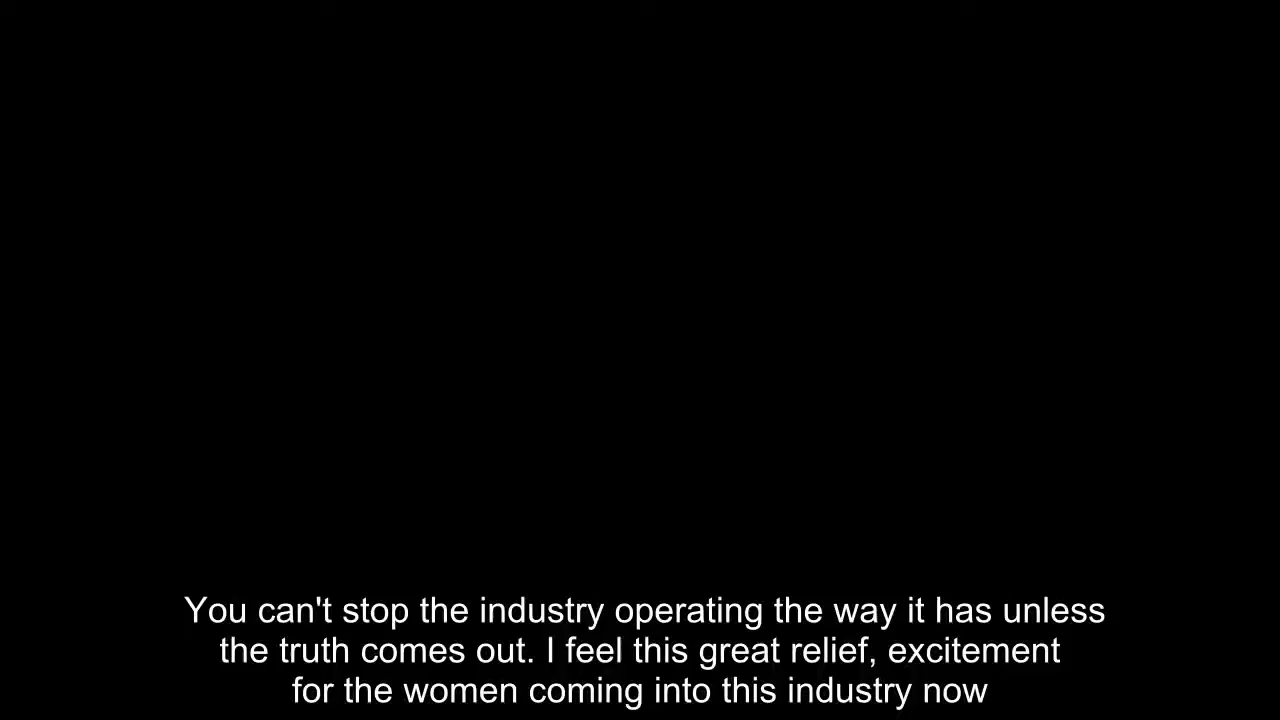 You can't stop the industry operating the way it has unless
the truth comes out. I feel this great relief, excitement
for the women coming into this industry now